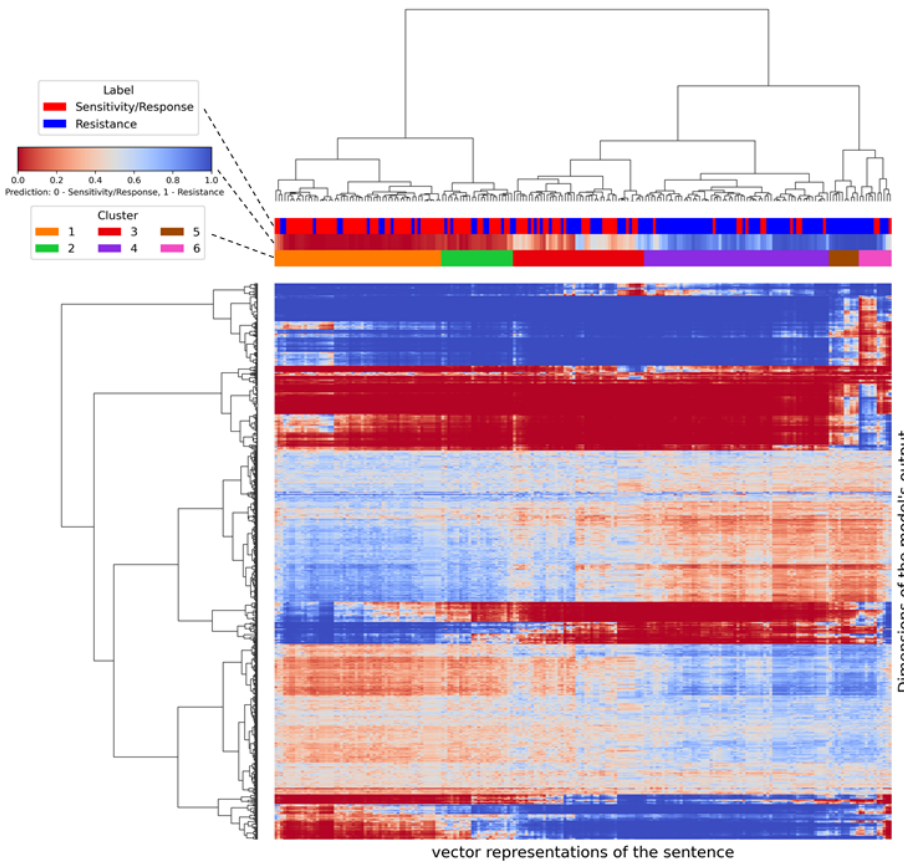 Label
Sensitivity/Response
Resistance
0.0 0.2 0.4 0.6 0.8 1.0
Prediction: 0 - Sensitivity/Response, 1 - Resistance
Cluster
1 3 5
2 4 6
Dimensions of the model's output
vector representations of the sentence